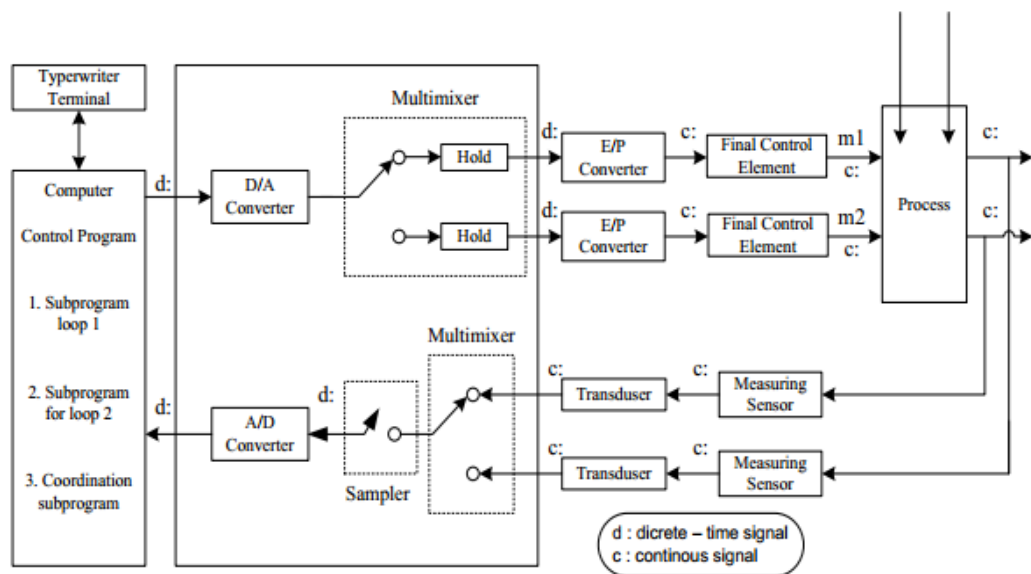 Typerwriter
Terminal
Computer
Control Program
1. Subprogram
loop 1
2. Subprogram
for loop 2
3. Coordination
subprogram
d:
D/A
Converter
Multimixer
Hold
Hold
d:
E/P
Converter
c:
Final Control
Element
m1
c:
d:
E/P
Converter
c:
Final Control
Element
m2
c:
Process
c:
c:
d:
A/D
Converter
d:
Sampler
Multimixer
c:
Transduser
c:
Measuring
Sensor
c:
Transduser
c:
Measuring
Sensor
d : dicrete – time signal
c : continous signal